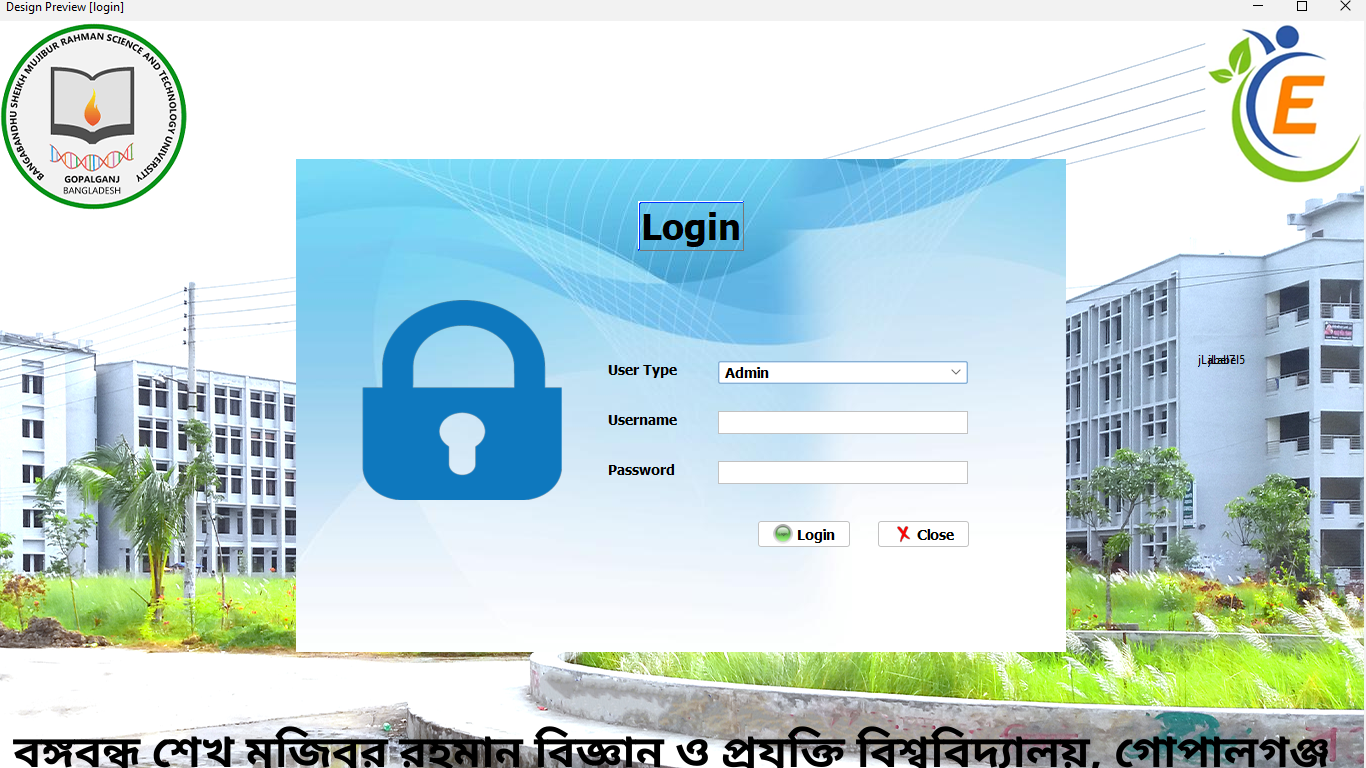 Design Preview [login]
BANGABANDHU SHEIKH MUJIBUR RAHMAN SCIENCE AND TECHNOLOGY UNIVERSITY
GOPALGANJ
BANGLADESH
E
Login
User Type
Admin
Username
Password
Login
Close
বঙ্গবন্ধু শেখ মুজিবুর রহমান বিজ্ঞান ও প্রযুক্তি বিশ্ববিদ্যালয়, গোপালগঞ্জ